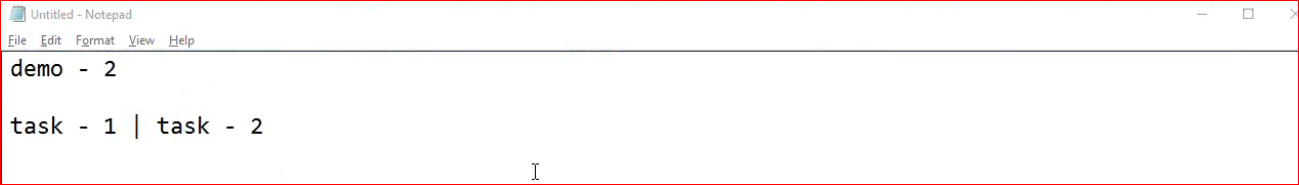 Untitled - Notepad
File Edit Format View Help
demo - 2
task - 1 | task - 2